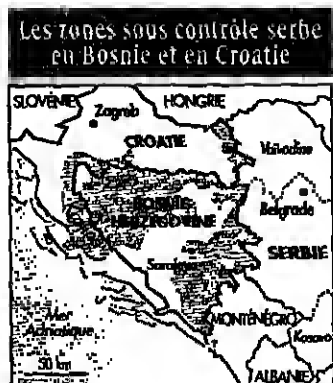 Les zones sous contrôle serbe
en Bosnie et en Croatie
SLOVÉNIE
HONGRIE
Zagreb
CROATIE
Voïvodine
BOSNIE-
HERZÉGOVINE
Belgrade
SERBIE
Sarajevo
Mer
Adriatique
MONTÉNÉGRO
Kosovo
50 km
ALBANIE